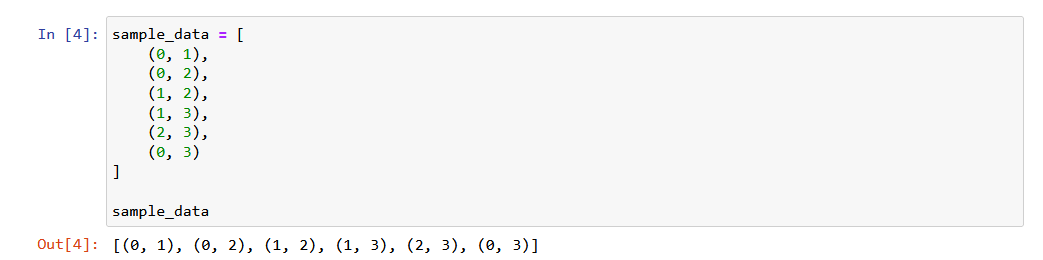 In [4]: sample_data = [
    (0, 1),
    (0, 2),
    (1, 2),
    (1, 3),
    (2, 3),
    (0, 3)
]
sample_data
Out[4]: [(0, 1), (0, 2), (1, 2), (1, 3), (2, 3), (0, 3)]